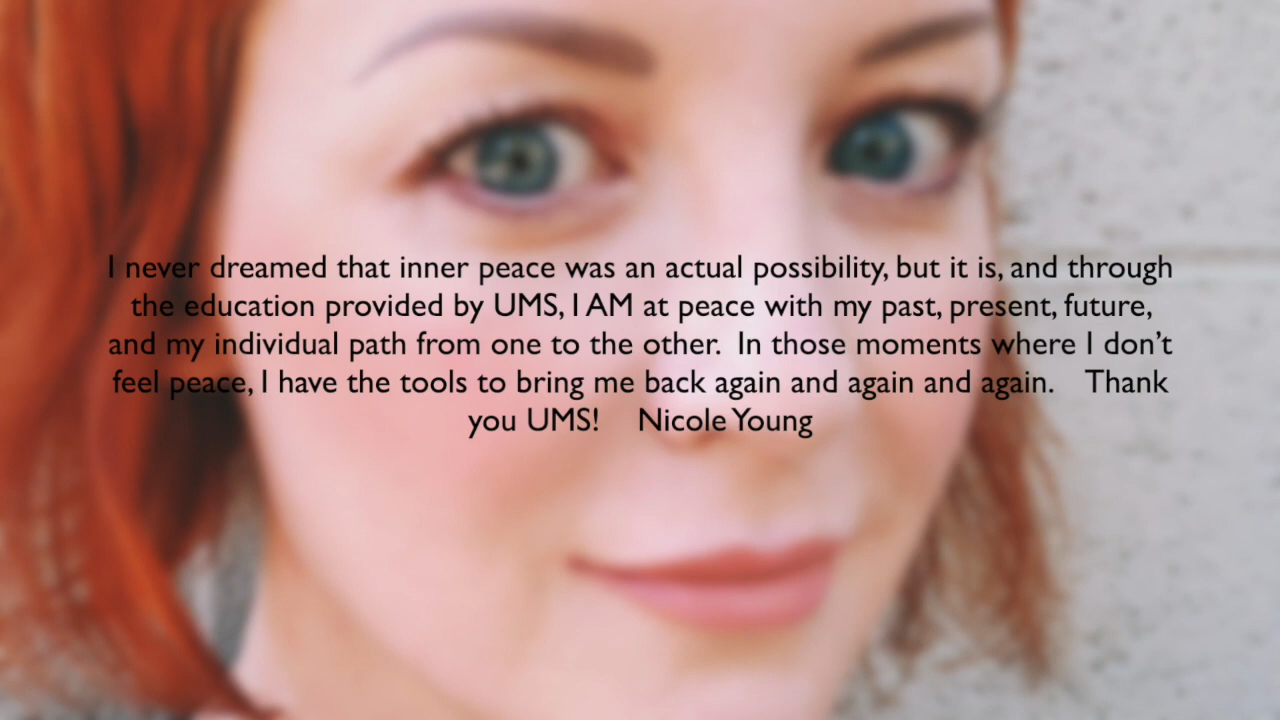 I never dreamed that inner peace was an actual possibility, but it is, and through
the education provided by UMS, I AM at peace with my past, present, future,
and my individual path from one to the other.  In those moments where I don’t
feel peace, I have the tools to bring me back again and again and again.    Thank
you UMS!    Nicole Young